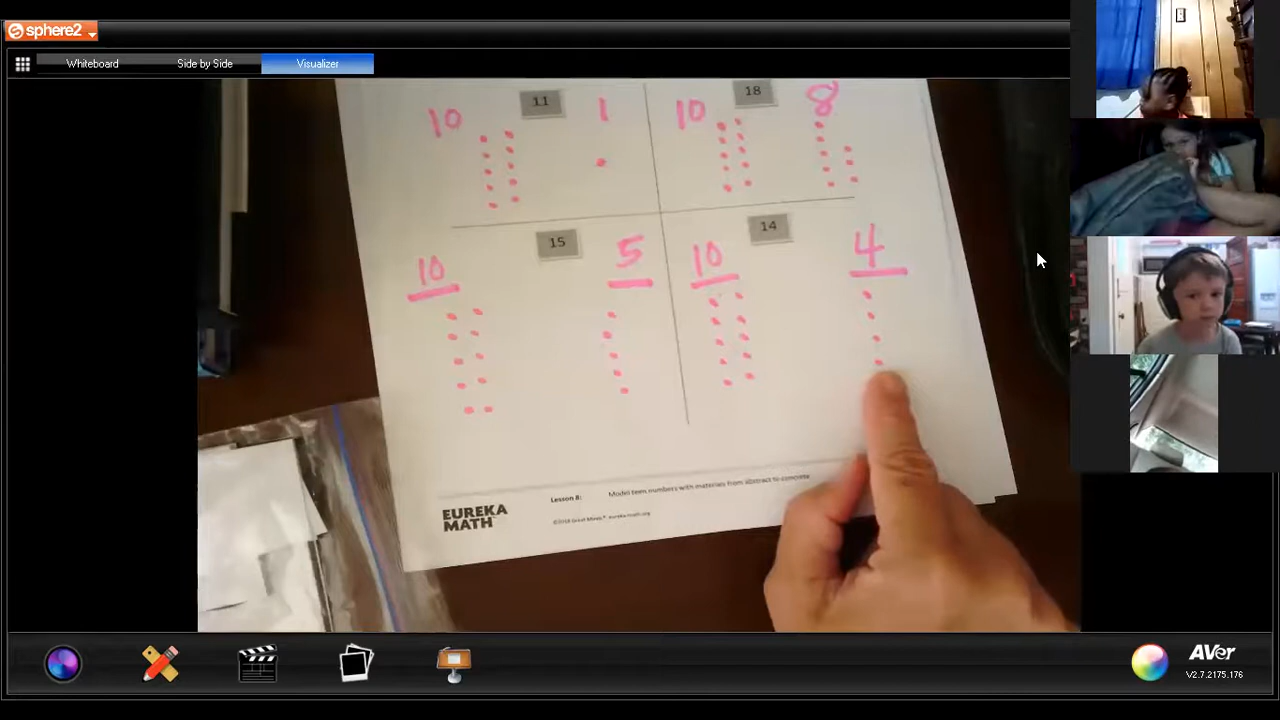 sphere2
Whiteboard Side by Side Visualizer
10 11 1 10 18 8
10 15 5 10 14 4
EUREKA
MATH
Lesson 8: Model teen numbers with materials from abstract to concrete
AVer
V2.7.2175.176